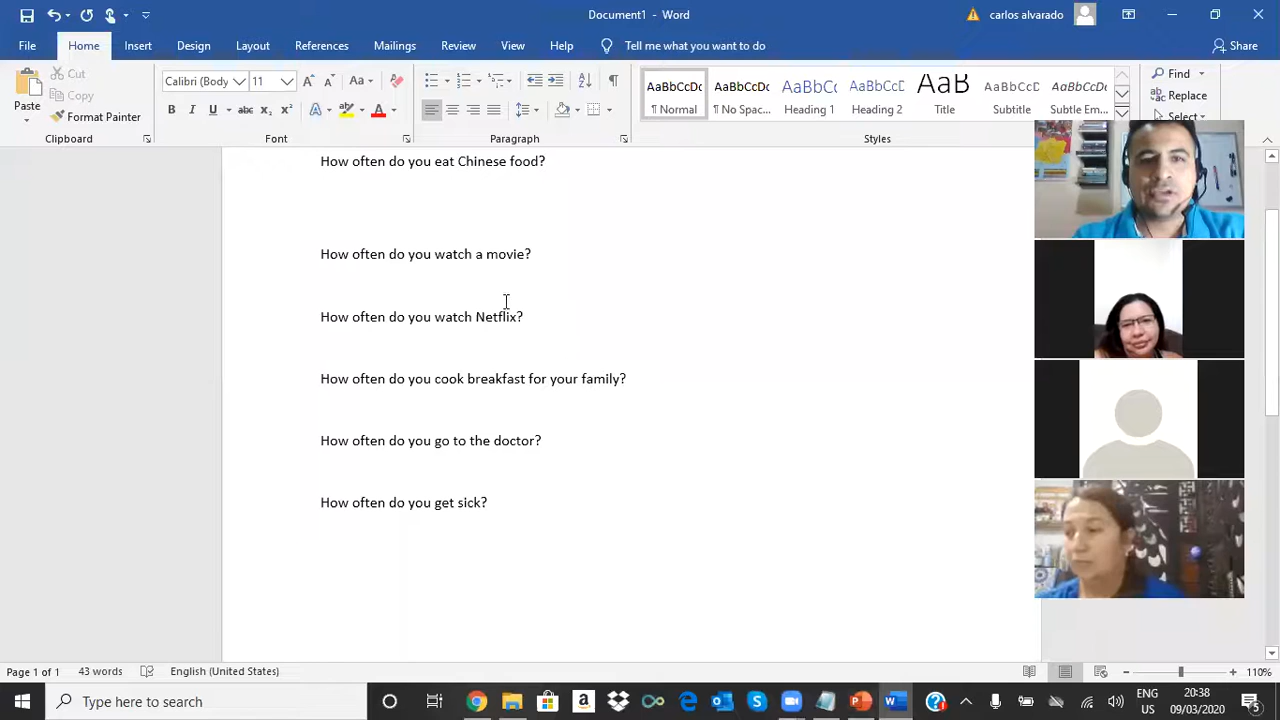 Document1 - Word
carlos alvarado
File Home Insert Design Layout References Mailings Review View Help Tell me what you want to do Share
Paste
Cut
Copy
Format Painter
Clipboard
Calibri (Body 11
Font
Paragraph
AaBbCcDc AaBbCcDc AaBbCc AaBbCcD AaB AaBbCcD AaBbCcDc
¶ Normal ¶ No Spac... Heading 1 Heading 2 Title Subtitle Subtle Em...
Styles
Find
Replace
Select
How often do you eat Chinese food?
How often do you watch a movie?
How often do you watch Netflix?
How often do you cook breakfast for your family?
How often do you go to the doctor?
How often do you get sick?
Page 1 of 1 43 words English (United States) 110%
Type here to search
ENG
US
20:38
09/03/2020
5